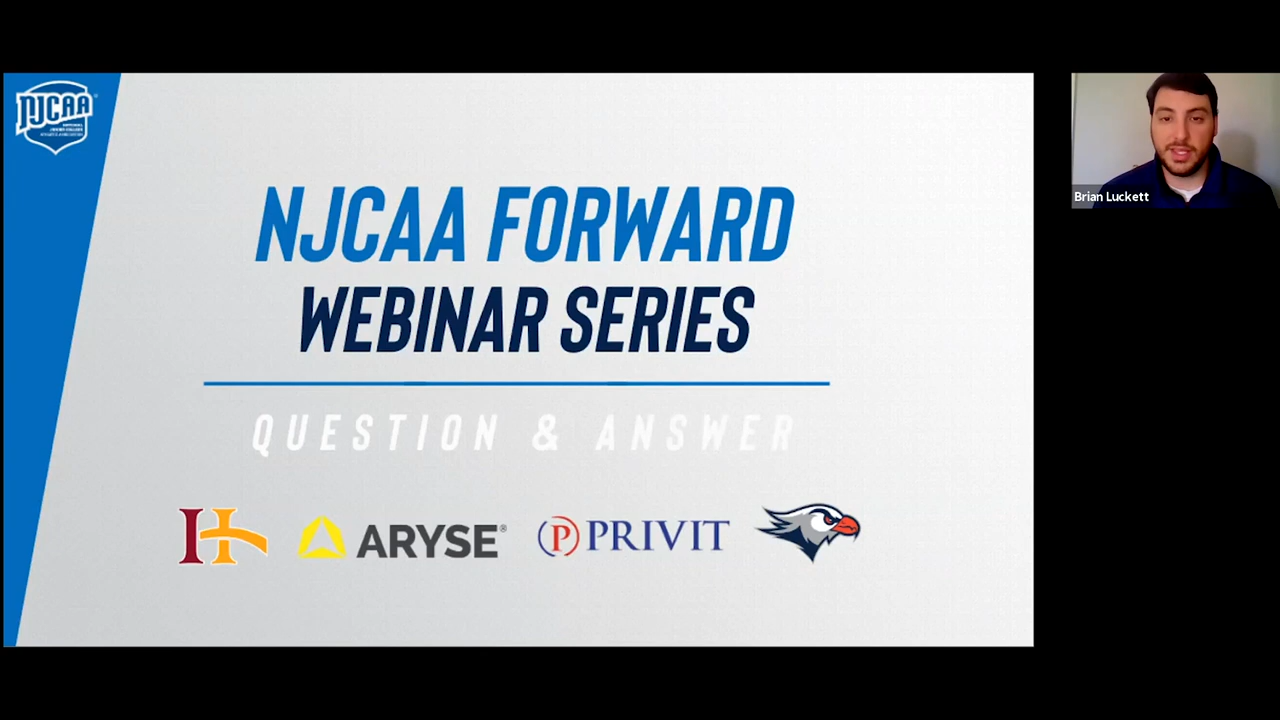 NJCAA
NJCAA FORWARD
WEBINAR SERIES
QUESTION & ANSWER
H
ARYSE®
P PRIVIT
Brian Luckett